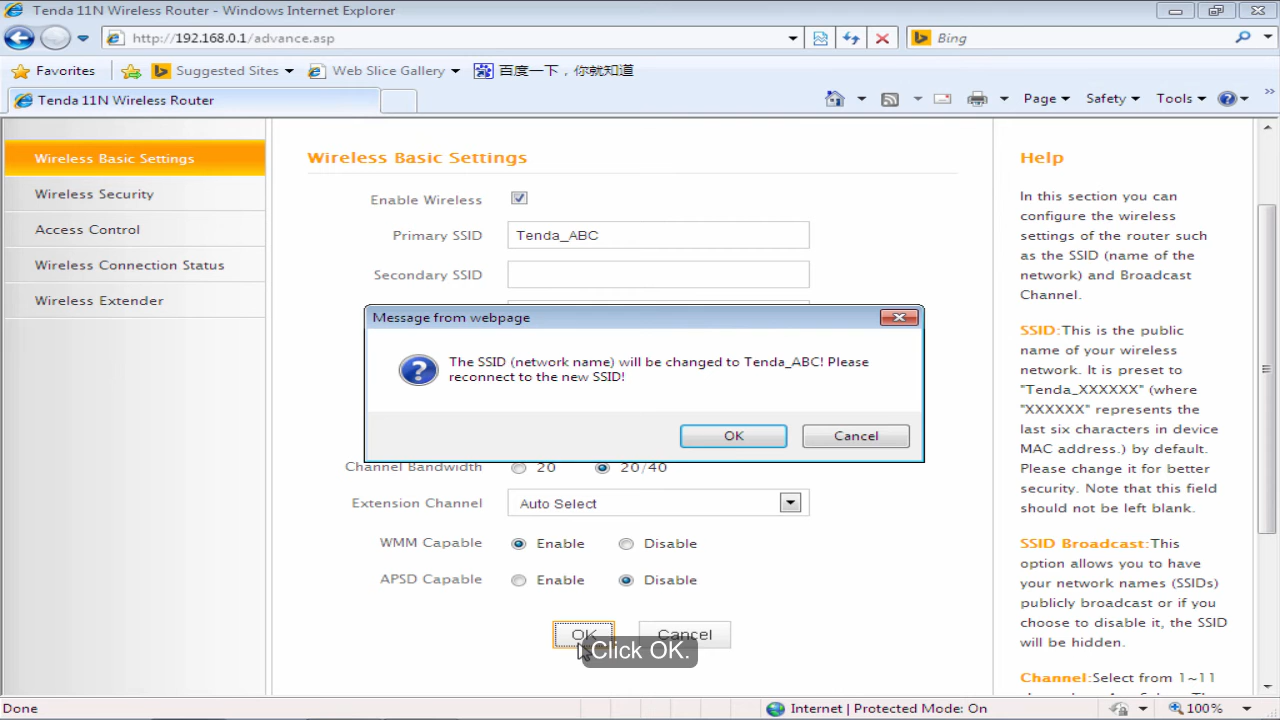 Tenda 11N Wireless Router - Windows Internet Explorer
http://192.168.0.1/advance.asp
Bing
Favorites
Suggested Sites
Web Slice Gallery
百度一下，你就知道
Tenda 11N Wireless Router
Page
Safety
Tools
Wireless Basic Settings
Wireless Security
Access Control
Wireless Connection Status
Wireless Extender
Wireless Basic Settings
Enable Wireless
Primary SSID
Tenda_ABC
Secondary SSID
Message from webpage
The SSID (network name) will be changed to Tenda_ABC! Please
reconnect to the new SSID!
OK
Cancel
Channel Bandwidth
20
20/40
Extension Channel
Auto Select
WMM Capable
Enable
Disable
APSD Capable
Enable
Disable
OK
Cancel
Click OK.
Help
In this section you can
configure the wireless
settings of the router such
as the SSID (name of the
network) and Broadcast
Channel.
SSID:This is the public
name of your wireless
network. It is preset to
"Tenda_XXXXXX" (where
"XXXXXX" represents the
last six characters in device
MAC address.) by default.
Please change it for better
security. Note that this field
should not be left blank.
SSID Broadcast:This
option allows you to have
your network names (SSIDs)
publicly broadcast or if you
choose to disable it, the SSID
will be hidden.
Channel:Select from 1~11
Done
Internet | Protected Mode: On
100%